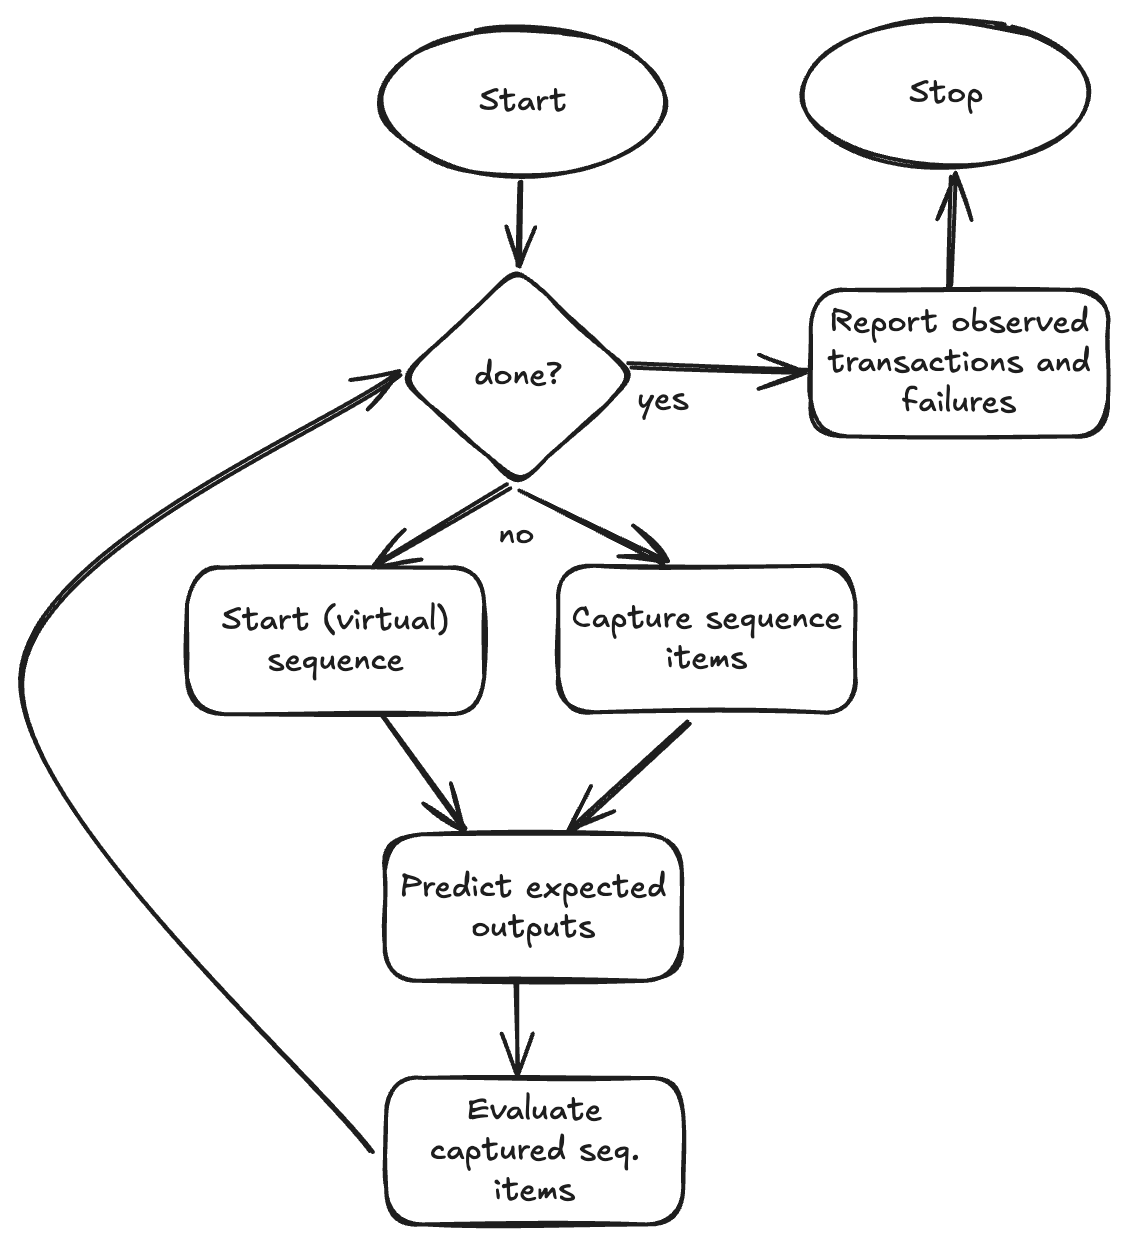 Start
Stop
done?
yes
Report observed
transactions and
failures
no
Start (virtual)
sequence
Capture sequence
items
Predict expected
outputs
Evaluate
captured seq.
items